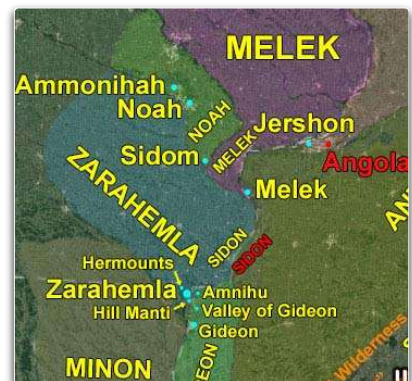 MELEK
Ammonihah
Noah
NOAH
Jershon
MELEK
Angola
Sidom
ZARAHEMLA
Melek
SIDON
SIDON
Hermounts
Zarahemla
Amnihu
Hill Manti
Valley of Gideon
Gideon
Wilderness
MINON